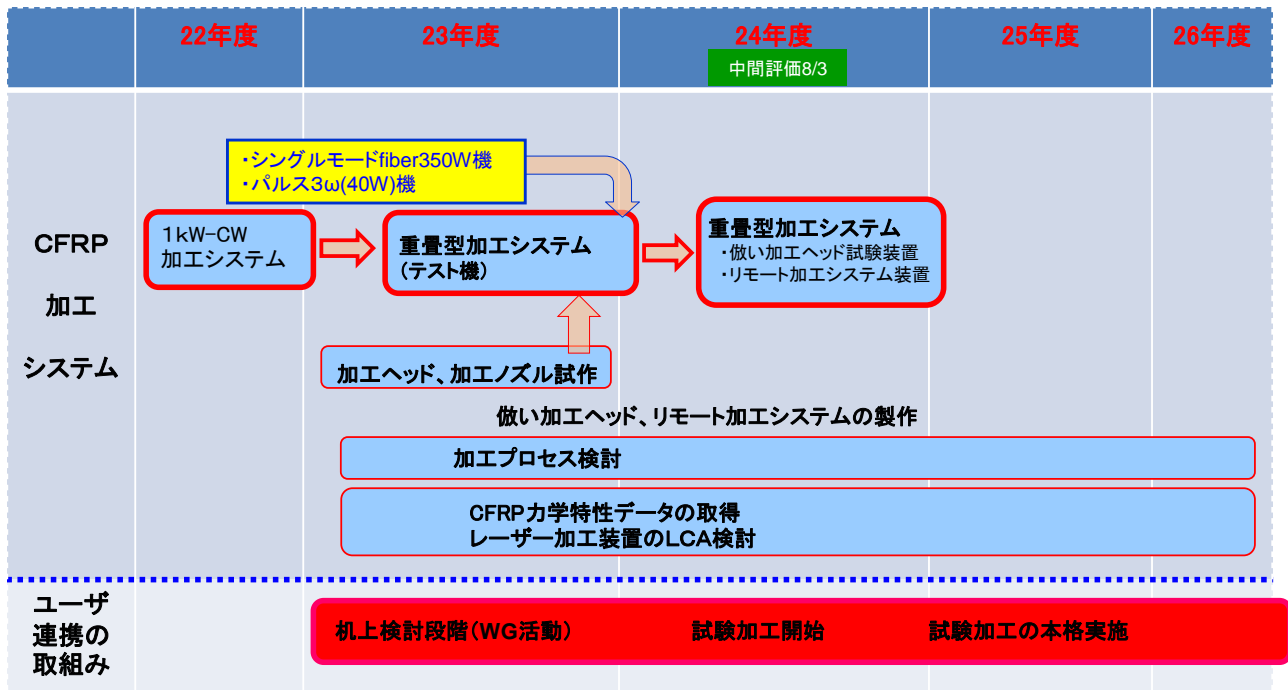 22年度
23年度
24年度
25年度
26年度
中間評価8/3
CFRP
加工
システム
・シングルモードfiber350W機
・パルス3ω(40W)機
1kW-CW
加工システム
重畳型加工システム
(テスト機)
重畳型加工システム
・倣い加工ヘッド試験装置
・リモート加工システム装置
加工ヘッド、加工ノズル試作
倣い加工ヘッド、リモート加工システムの製作
加工プロセス検討
CFRP力学特性データの取得
レーザー加工装置のLCA検討
ユーザ
連携の
取組み
机上検討段階(WG活動)
試験加工開始
試験加工の本格実施